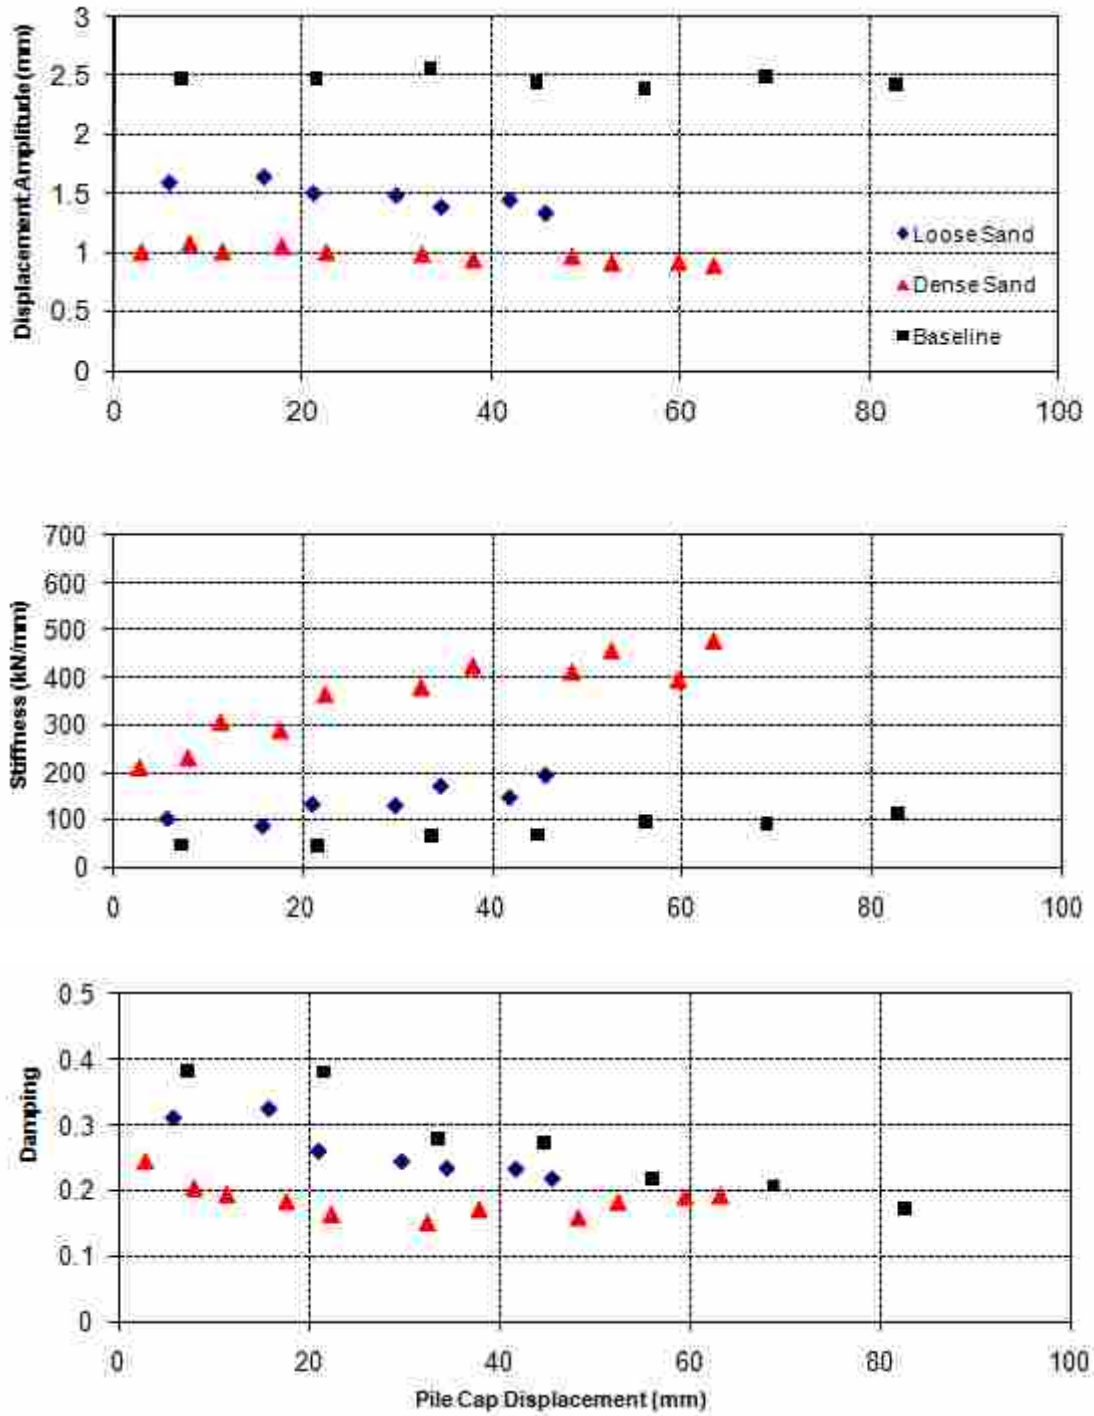 Displacement Amplitude (mm)
3
2.5
2
1.5
1
0.5
0
Loose Sand
Dense Sand
Baseline
0 20 40 60 80 100
Stiffness (kN/mm)
700
600
500
400
300
200
100
0
0 20 40 60 80 100
Damping
0.5
0.4
0.3
0.2
0.1
0
0 20 40 60 80 100
Pile Cap Displacement (mm)